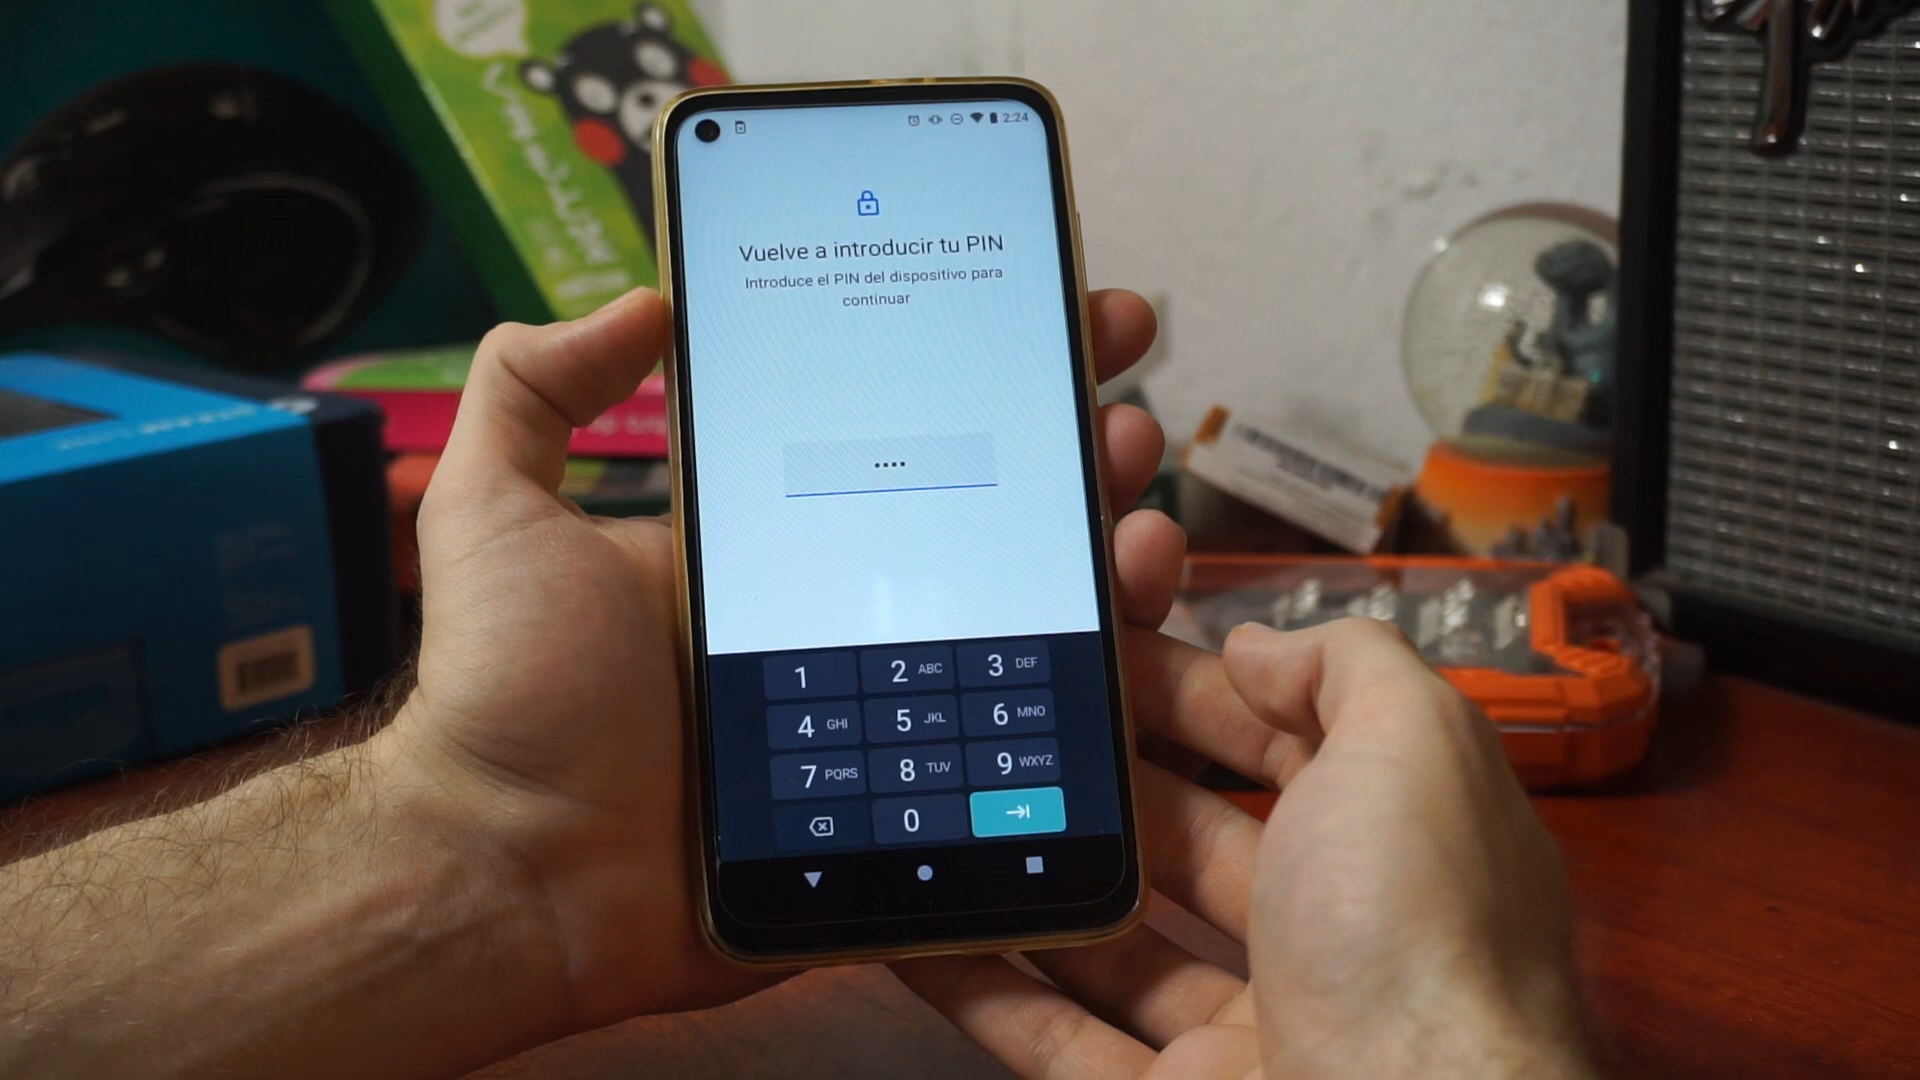 2:24
Vuelve a introducir tu PIN
Introduce el PIN del dispositivo para
continuar
1
2 ABC
3 DEF
4 GHI
5 JKL
6 MNO
7 PQRS
8 TUV
9 WXYZ
0